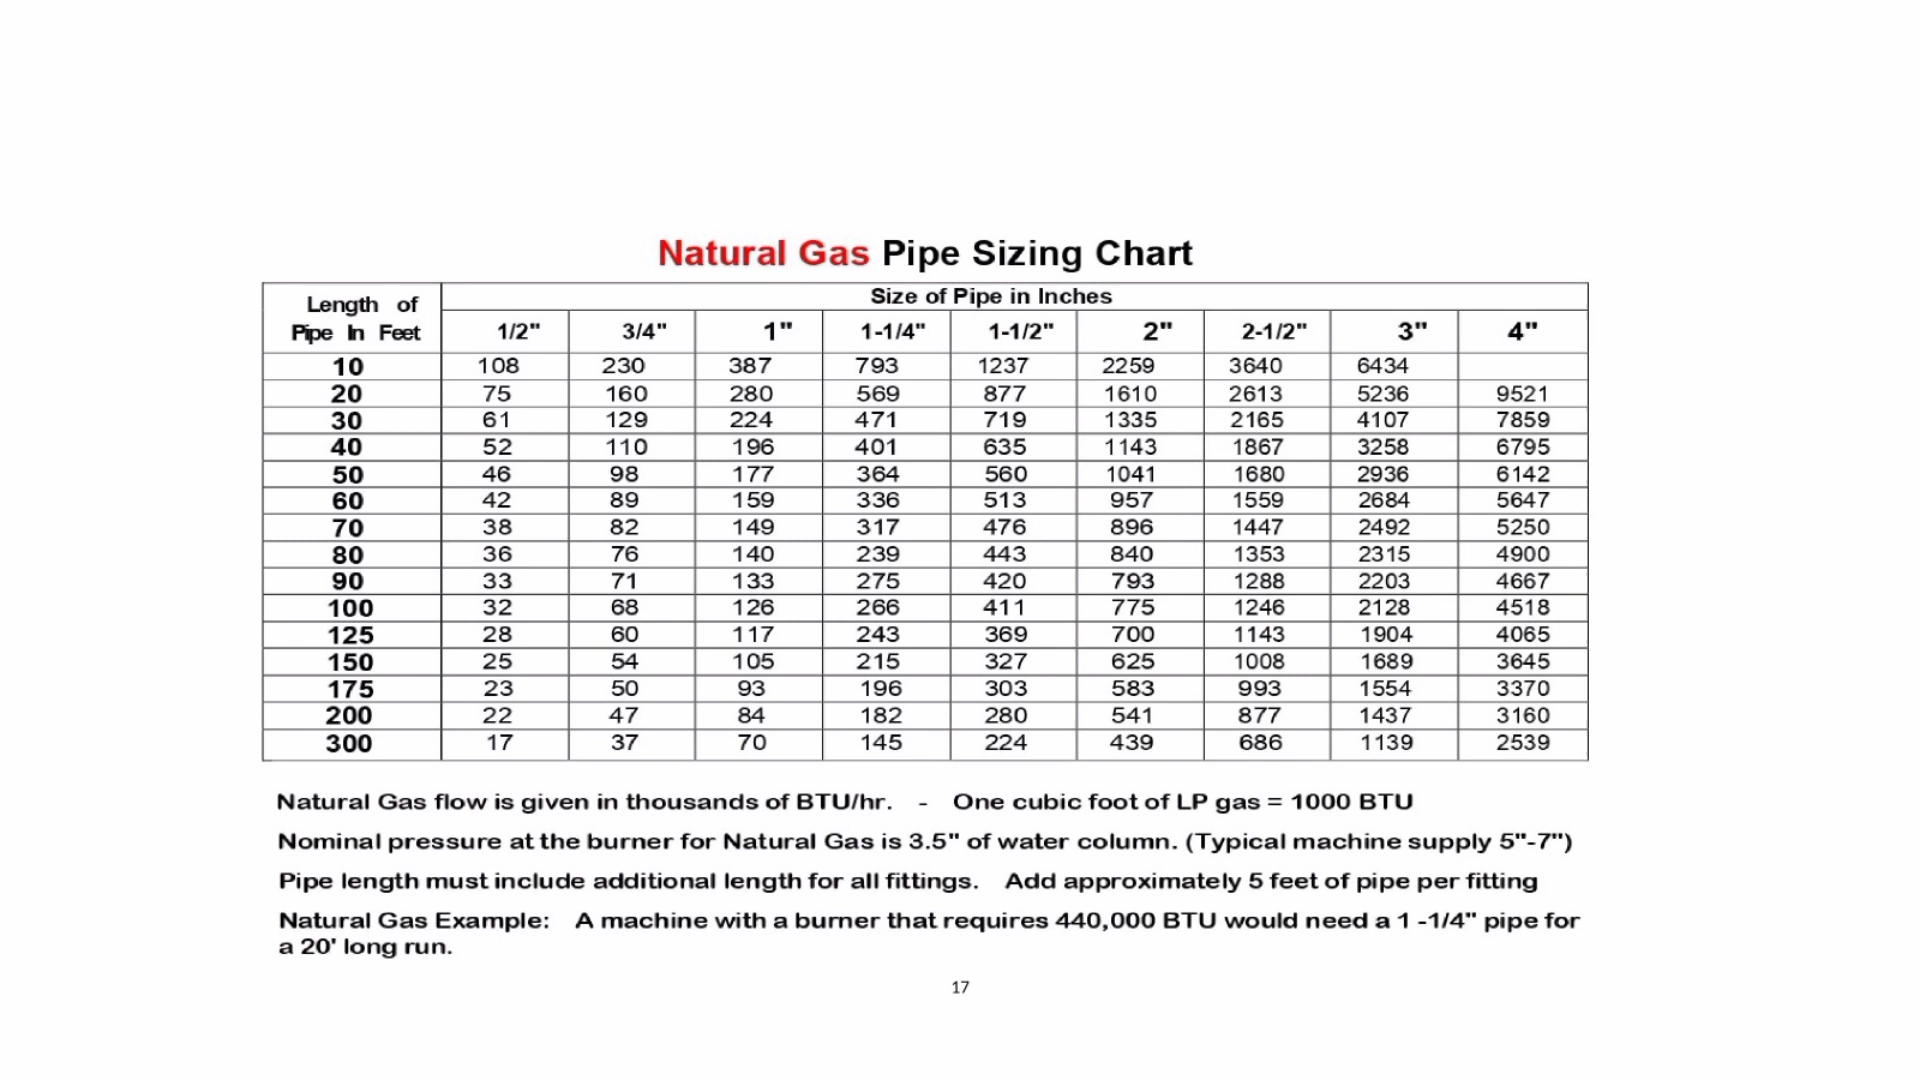 Natural Gas Pipe Sizing Chart
Length of Pipe In Feet Size of Pipe in Inches
1/2" 3/4" 1" 1-1/4" 1-1/2" 2" 2-1/2" 3" 4"
10 108 230 387 793 1237 2259 3640 6434
20 75 160 280 569 877 1610 2613 5236 9521
30 61 129 224 471 719 1335 2165 4107 7859
40 52 110 196 401 635 1143 1867 3258 6795
50 46 98 177 364 560 1041 1680 2936 6142
60 42 89 159 336 513 957 1559 2684 5647
70 38 82 149 317 476 896 1447 2492 5250
80 36 76 140 239 443 840 1353 2315 4900
90 33 71 133 275 420 793 1288 2203 4667
100 32 68 126 266 411 775 1246 2128 4518
125 28 60 117 243 369 700 1143 1904 4065
150 25 54 105 215 327 625 1008 1689 3645
175 23 50 93 196 303 583 993 1554 3370
200 22 47 84 182 280 541 877 1437 3160
300 17 37 70 145 224 439 686 1139 2539
Natural Gas flow is given in thousands of BTU/hr. - One cubic foot of LP gas = 1000 BTU
Nominal pressure at the burner for Natural Gas is 3.5" of water column. (Typical machine supply 5"-7")
Pipe length must include additional length for all fittings. Add approximately 5 feet of pipe per fitting
Natural Gas Example: A machine with a burner that requires 440,000 BTU would need a 1 -1/4" pipe for
a 20' long run.
17